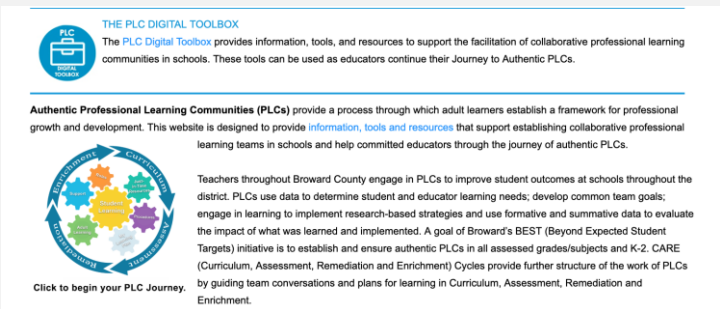 PLC
DIGITAL
TOOLBOX
THE PLC DIGITAL TOOLBOX
The PLC Digital Toolbox provides information, tools, and resources to support the facilitation of collaborative professional learning
communities in schools. These tools can be used as educators continue their Journey to Authentic PLCs.
Authentic Professional Learning Communities (PLCs) provide a process through which adult learners establish a framework for professional
growth and development. This website is designed to provide information, tools and resources that support establishing collaborative professional
learning teams in schools and help committed educators through the journey of authentic PLCs.
Enrichment
Curriculum
Assessment
Remediation
Student
Learning
Click to begin your PLC Journey.
Teachers throughout Broward County engage in PLCs to improve student outcomes at schools throughout the
district. PLCs use data to determine student and educator learning needs; develop common team goals;
engage in learning to implement research-based strategies and use formative and summative data to evaluate
the impact of what was learned and implemented. A goal of Broward's BEST (Beyond Expected Student
Targets) initiative is to establish and ensure authentic PLCs in all assessed grades/subjects and K-2. CARE
(Curriculum, Assessment, Remediation and Enrichment) Cycles provide further structure of the work of PLCs
by guiding team conversations and plans for learning in Curriculum, Assessment, Remediation and
Enrichment.